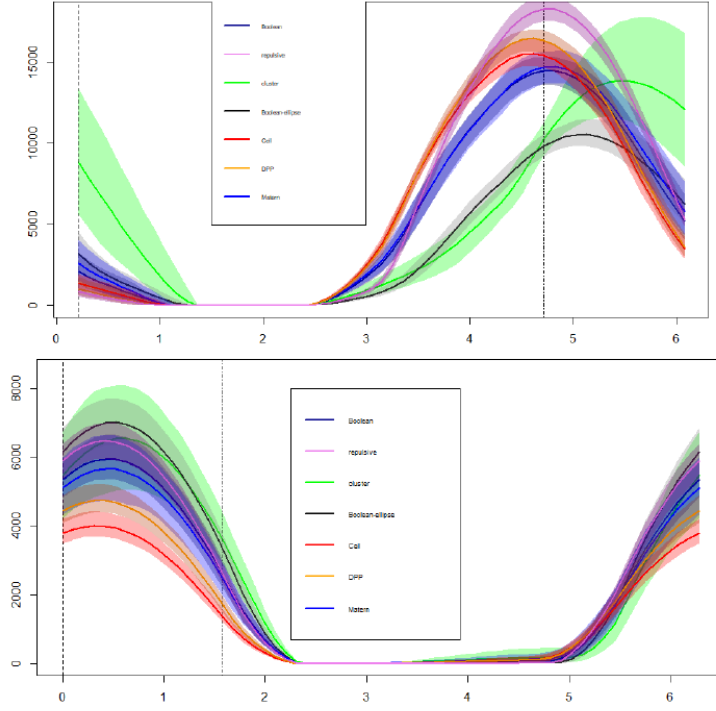 15000
10000
5000
0
Boolean
repulsive
cluster
Boolean-ellipse
Cell
DPP
Matern
0 1 2 3 4 5 6
8000
6000
4000
2000
0
Boolean
repulsive
cluster
Boolean-ellipse
Cell
DPP
Matern
0 1 2 3 4 5 6